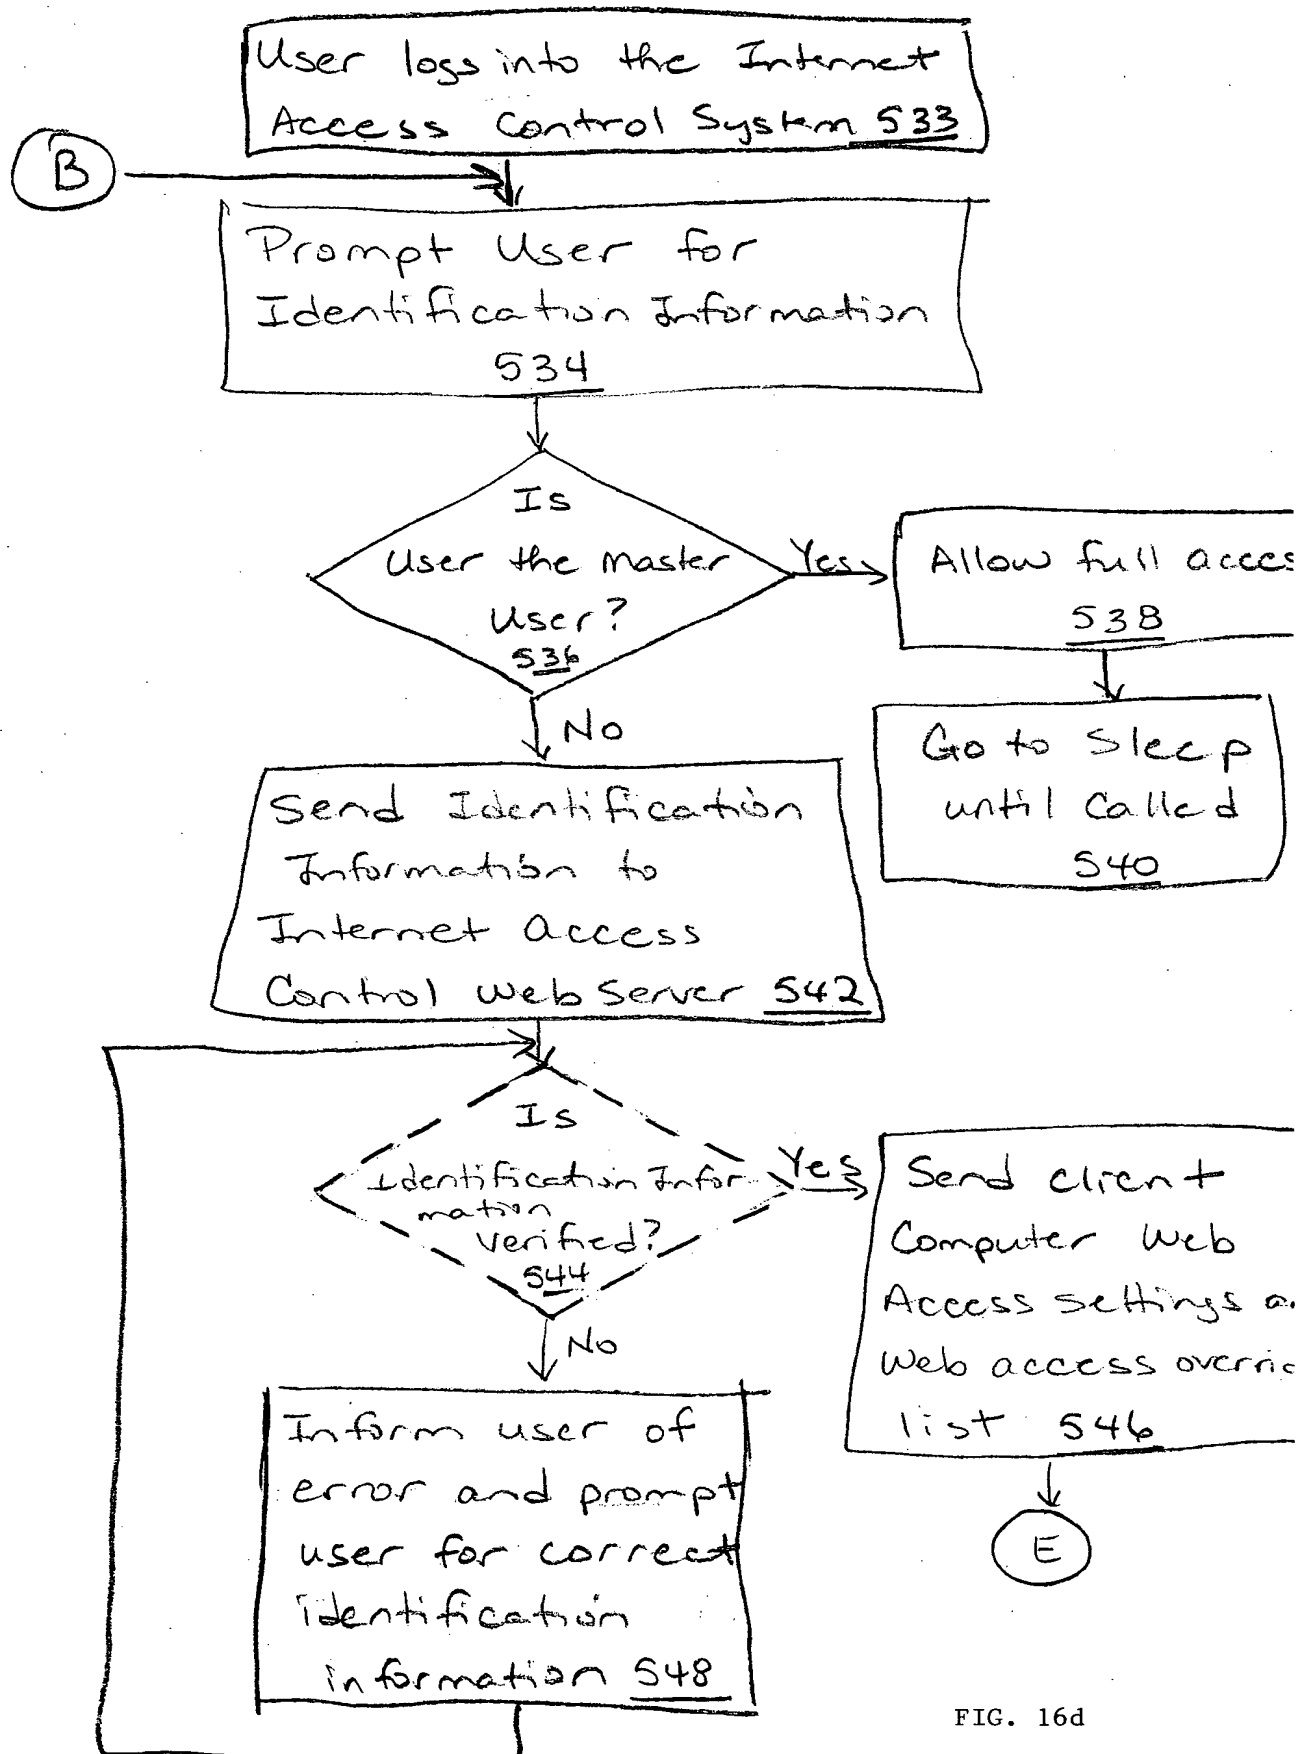 User logs into the Internet
Access Control System 533
B
Prompt User for
Identification Information
534
Is
User the master
User?
536
Yes
Allow full acces
538
No
Go to Sleep
until Called
540
Send Identification
Information to
Internet Access
Control Web Server 542
Is
Identification Infor-
mation
verified?
544
Yes
Send client
Computer Web
Access settings a
Web access overri
list 546
No
Inform user of
error and prompt
user for correct
identification
information 548
E
FIG. 16d